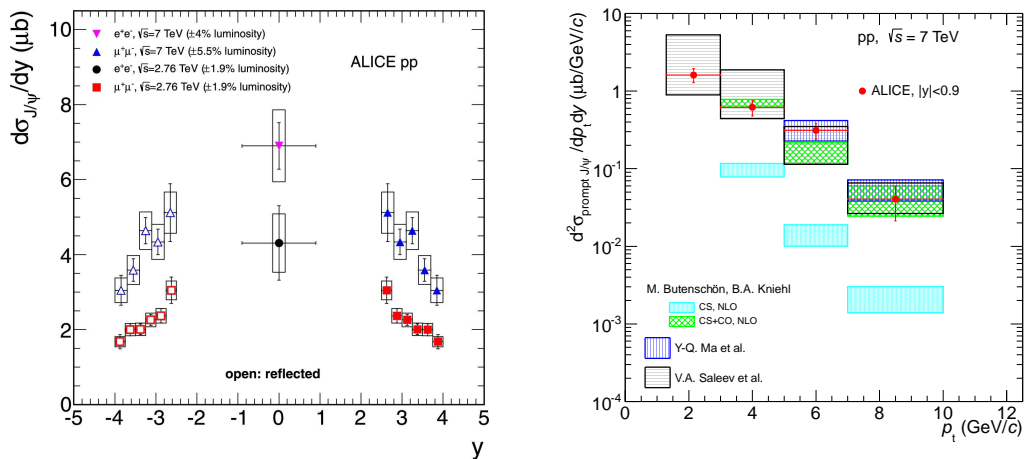 dσ_{J/ψ}/dy (μb)
10
8
6
4
2
0
e⁺e⁻, √s=7 TeV (±4% luminosity)
μ⁺μ⁻, √s=7 TeV (±5.5% luminosity)
e⁺e⁻, √s=2.76 TeV (±1.9% luminosity)
μ⁺μ⁻, √s=2.76 TeV (±1.9% luminosity)
ALICE pp
open: reflected
-5 -4 -3 -2 -1 0 1 2 3 4 5
y
d²σ_{prompt J/ψ}/dp_t dy (μb/GeV/c)
10
1
10⁻¹
10⁻²
10⁻³
10⁻⁴
pp, √s = 7 TeV
ALICE, |y|<0.9
M. Butenschön, B.A. Kniehl
CS, NLO
CS+CO, NLO
Y-Q. Ma et al.
V.A. Saleev et al.
0 2 4 6 8 10 12
p_t (GeV/c)